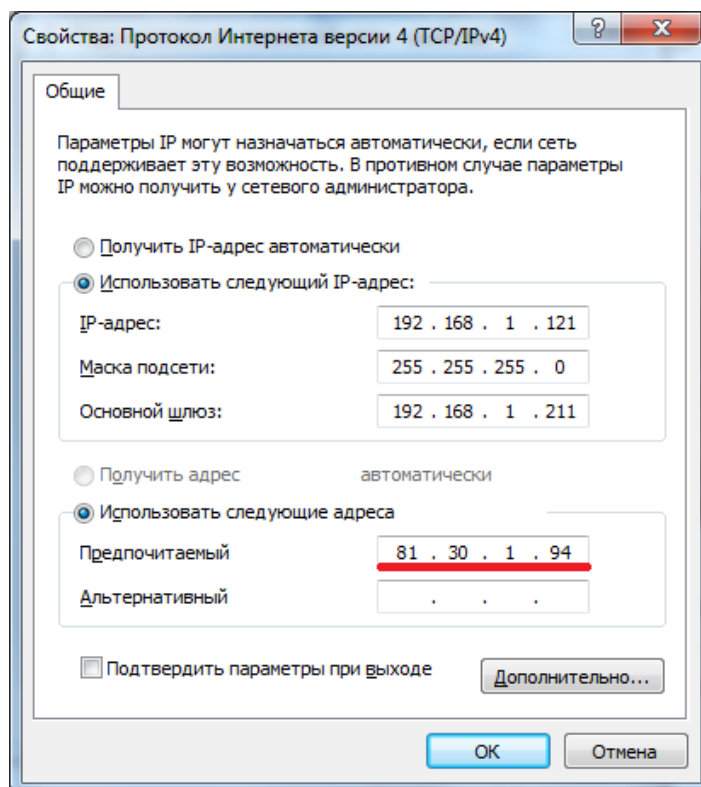 Свойства: Протокол Интернета версии 4 (TCP/IPv4)
Общие
Параметры IP могут назначаться автоматически, если сеть
поддерживает эту возможность. В противном случае параметры
IP можно получить у сетевого администратора.
Получить IP-адрес автоматически
Использовать следующий IP-адрес:
IP-адрес: 192 . 168 . 1 . 121
Маска подсети: 255 . 255 . 255 . 0
Основной шлюз: 192 . 168 . 1 . 211
Получить адрес автоматически
Использовать следующие адреса
Предпочитаемый 81 . 30 . 1 . 94
Альтернативный . . .
Подтвердить параметры при выходе
Дополнительно...
ОК Отмена